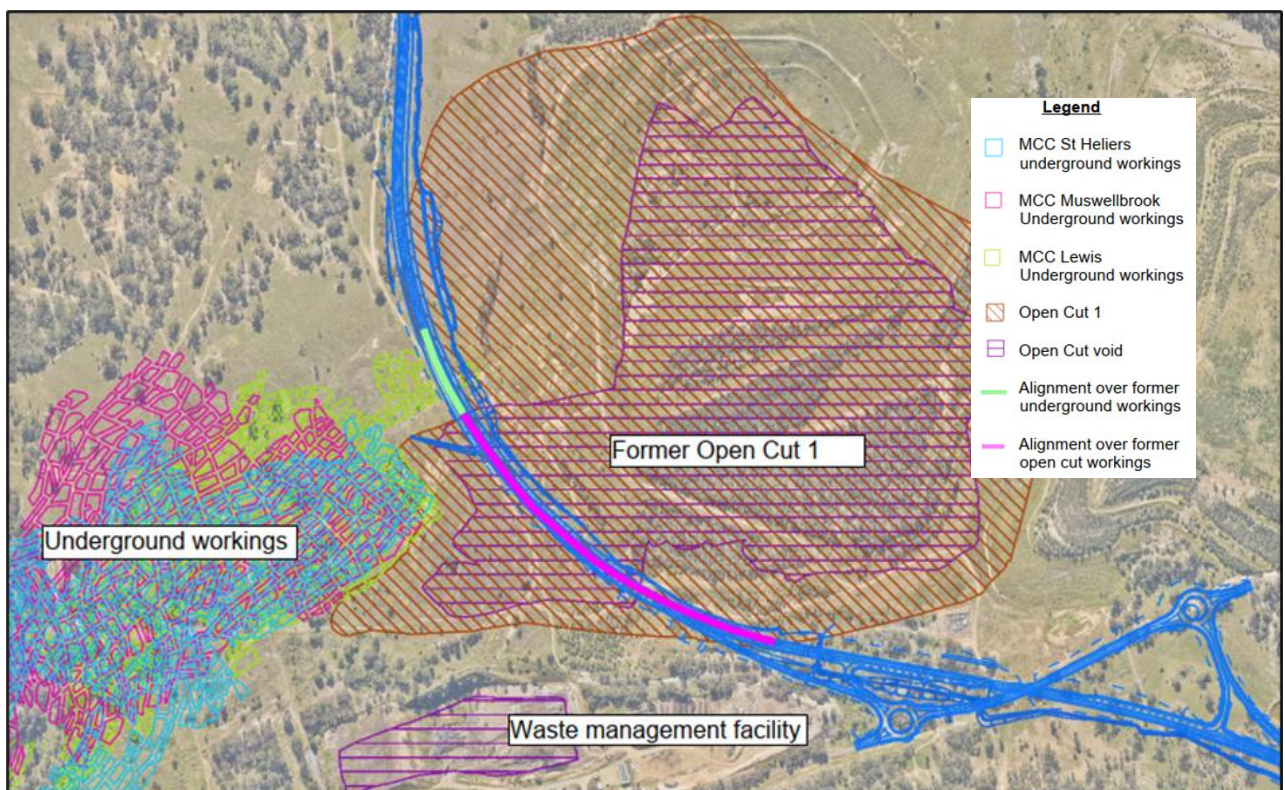 Legend
MCC St Heliers
underground workings
MCC Muswellbrook
Underground workings
MCC Lewis
Underground workings
Open Cut 1
Open Cut void
Alignment over former
underground workings
Alignment over former
open cut workings
Former Open Cut 1
Underground workings
Waste management facility